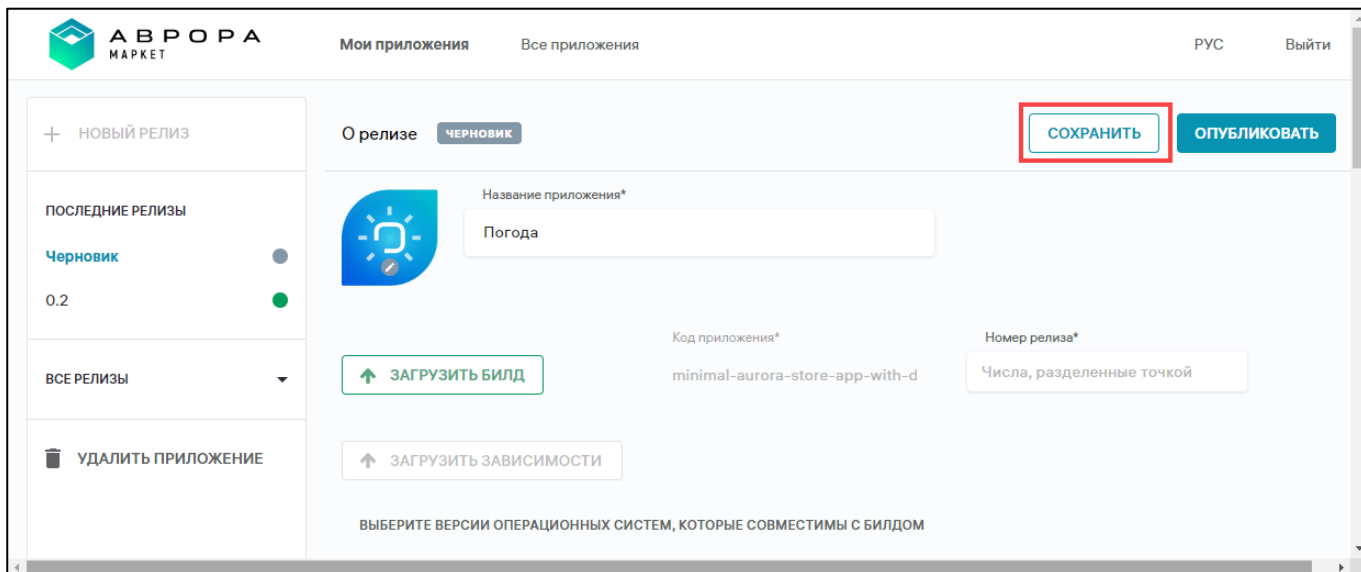 АВРОРА
МАРКЕТ
Мои приложения
Все приложения
РУС
Выйти
НОВЫЙ РЕЛИЗ
ПОСЛЕДНИЕ РЕЛИЗЫ
Черновик
0.2
ВСЕ РЕЛИЗЫ
УДАЛИТЬ ПРИЛОЖЕНИЕ
О релизе
ЧЕРНОВИК
СОХРАНИТЬ
ОПУБЛИКОВАТЬ
Название приложения*
Погода
Код приложения*
Номер релиза*
ЗАГРУЗИТЬ БИЛД
minimal-aurora-store-app-with-d
Числа, разделенные точкой
ЗАГРУЗИТЬ ЗАВИСИМОСТИ
ВЫБЕРИТЕ ВЕРСИИ ОПЕРАЦИОННЫХ СИСТЕМ, КОТОРЫЕ СОВМЕСТИМЫ С БИЛДОМ